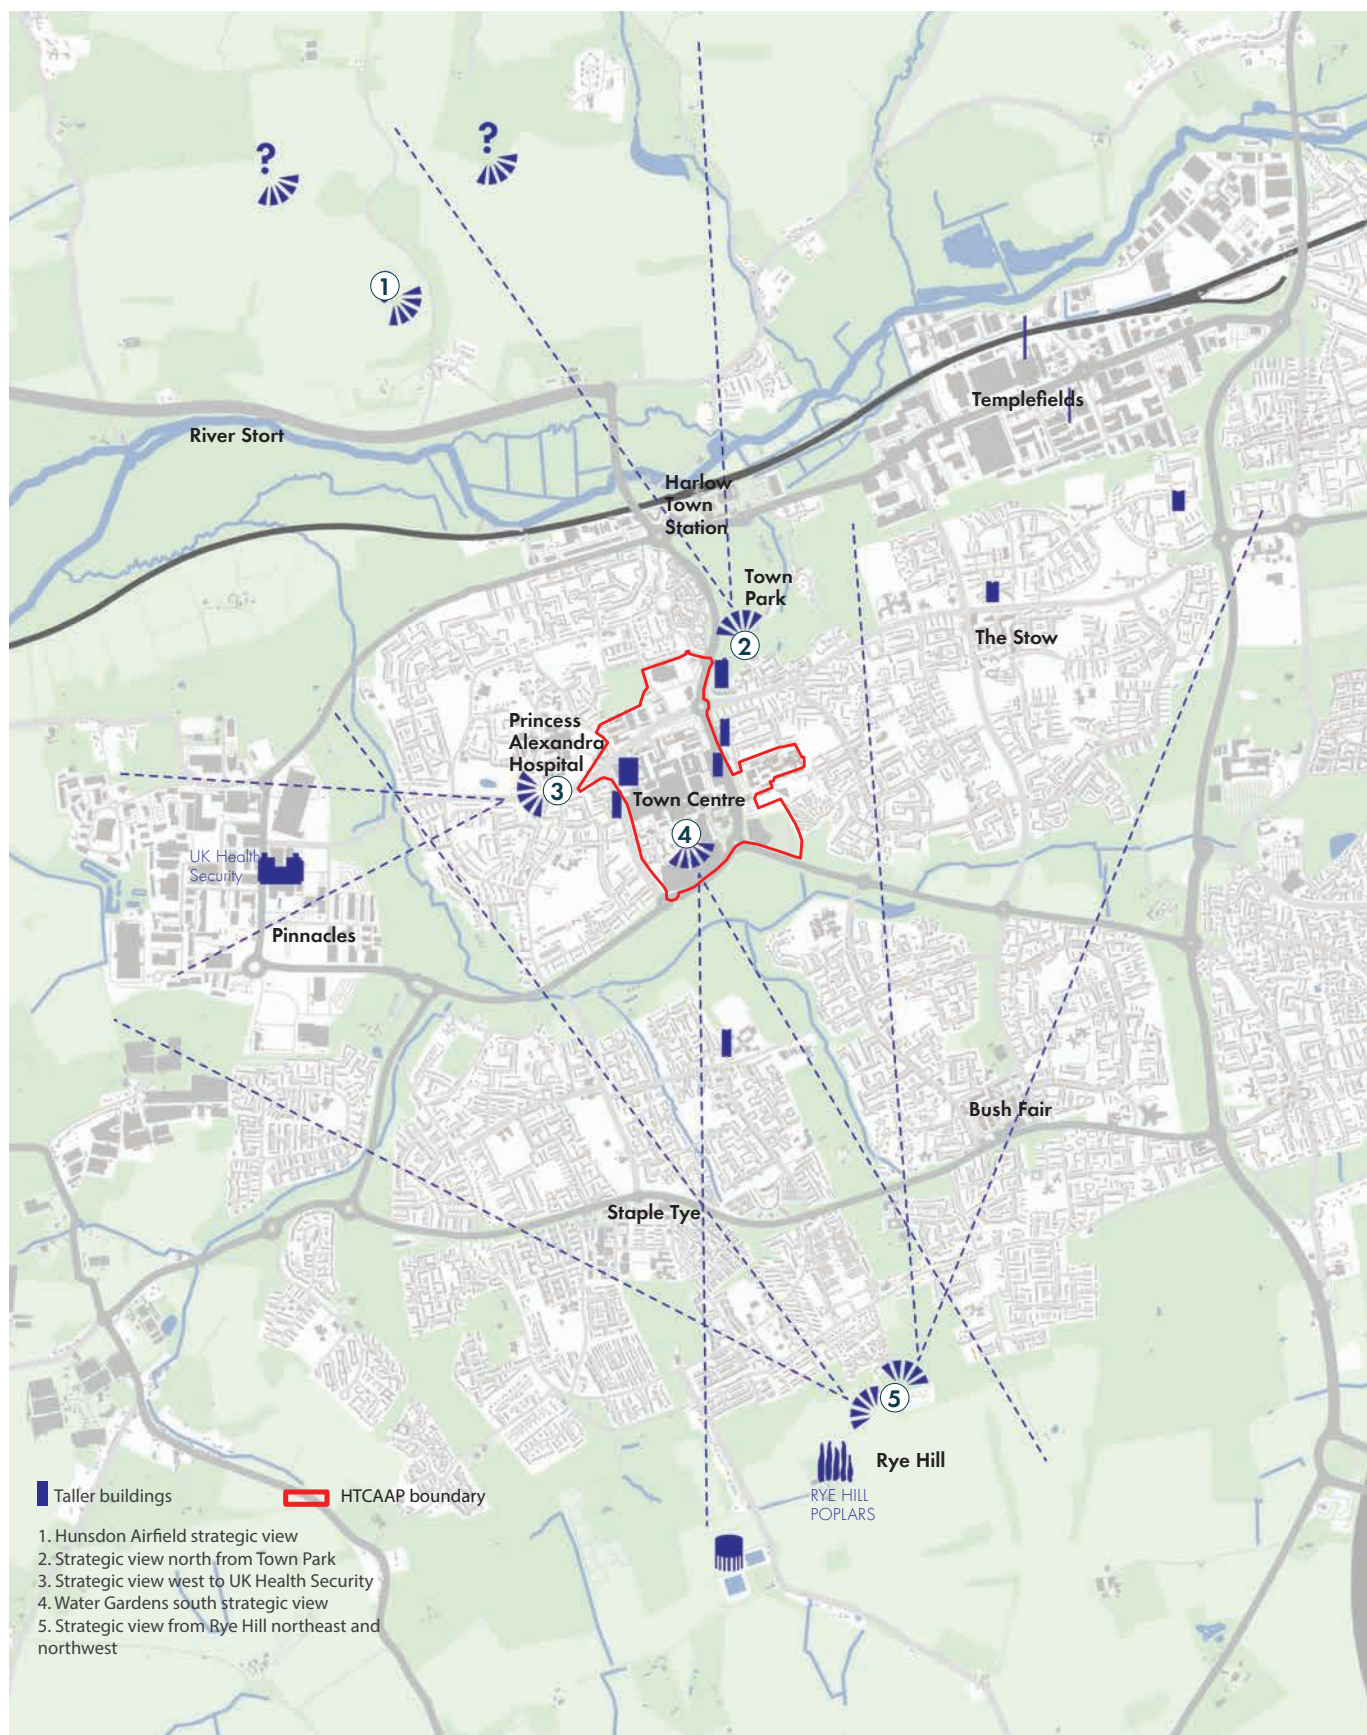 ?
?
1
River Stort
Templefields
Harlow
Town
Station
Town
Park
2
The Stow
Princess
Alexandra
Hospital
3
Town Centre
4
UK Health
Security
Pinnacles
Bush Fair
Staple Tye
5
Rye Hill
RYE HILL
POPLARS
Taller buildings
HTCAAP boundary
1. Hunsdon Airfield strategic view
2. Strategic view north from Town Park
3. Strategic view west to UK Health Security
4. Water Gardens south strategic view
5. Strategic view from Rye Hill northeast and
northwest